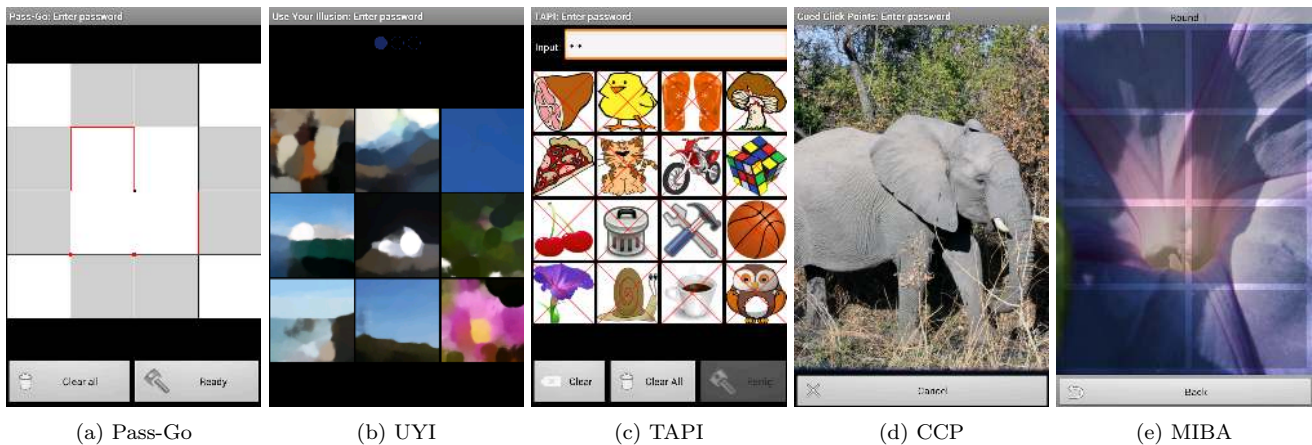 Pass-Go: Enter password
Clear all
Ready
Use Your Illusion: Enter password
TAPI: Enter password
Input
Clear
Clear All
Cued Click Points: Enter password
Cancel
Round
Back
(a) Pass-Go
(b) UYI
(c) TAPI
(d) CCP
(e) MIBA